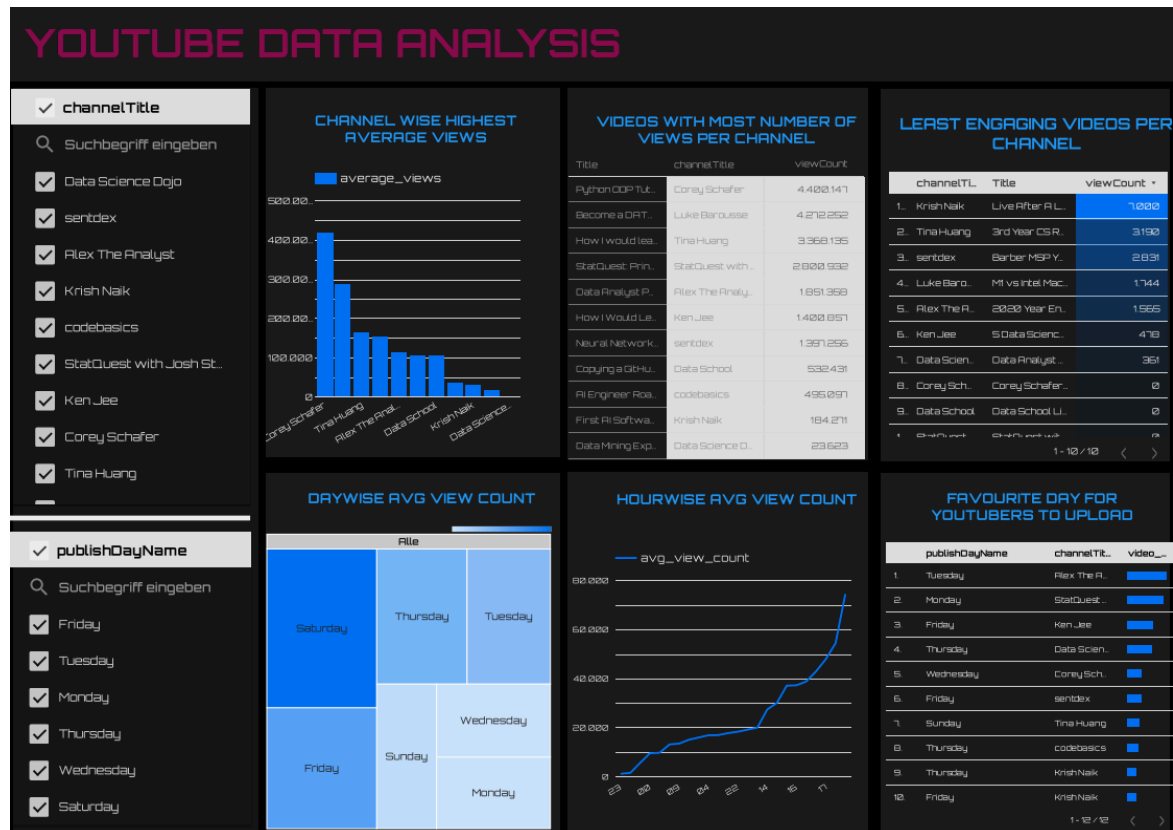 YOUTUBE DATA ANALYSIS
channelTitle
Suchbegriff eingeben
Data Science Dojo
sentdex
Alex The Analyst
Krish Naik
codebasics
StatQuest with Josh St...
Ken Jee
Corey Schafer
Tina Huang
publishDayName
Suchbegriff eingeben
Friday
Tuesday
Monday
Thursday
Wednesday
Saturday
CHANNEL WISE HIGHEST
AVERAGE VIEWS
average_views
500.00...
400.00...
300.00...
200.00...
100.000
0
Corey Schafer
Tina Huang
Alex The Anal...
Data School
Krish Naik
Data Science...
VIDEOS WITH MOST NUMBER OF
VIEWS PER CHANNEL
Title channelTitle viewCount
Python OOP Tut... Corey Schafer 4.400.147
Become a DAT... Luke Barousse 4.272.252
How I would lea... Tina Huang 3.368.135
StatQuest: Prin... StatQuest with ... 2.800.932
Data Analyst P... Alex The Analy... 1.851.358
How I Would Le... Ken Jee 1.400.857
Neural Network... sentdex 1.391.256
Copying a GitHu... Data School 532.431
AI Engineer Roa... codebasics 495.097
First AI Softwa... Krish Naik 184.271
Data Mining Exp... Data Science D... 23.623
LEAST ENGAGING VIDEOS PER
CHANNEL
channelTi... Title viewCount
1... Krish Naik Live After A L... 7.000
2... Tina Huang 3rd Year CS R... 3.190
3... sentdex Barber MSP Y... 2.831
4... Luke Baro... M1 vs Intel Mac... 1.744
5... Alex The A... 2020 Year En... 1.565
6... Ken Jee 5 Data Scienc... 478
7... Data Scien... Data Analyst ... 361
8... Corey Sch... Corey Schafer... 0
9... Data School Data School Li... 0
1... StatQuest ... StatQuest wit... 0
1 - 10 / 10
DAYWISE AVG VIEW COUNT
Alle
Saturday
Thursday
Tuesday
Friday
Sunday
Wednesday
Monday
HOURWISE AVG VIEW COUNT
avg_view_count
80.000
60.000
40.000
20.000
0
23 00 09 04 22 14 16 17
FAVOURITE DAY FOR
YOUTUBERS TO UPLOAD
publishDayName channelTit... video_...
1. Tuesday Alex The A...
2. Monday StatQuest ...
3. Friday Ken Jee
4. Thursday Data Scien...
5. Wednesday Corey Sch...
6. Friday sentdex
7. Sunday Tina Huang
8. Thursday codebasics
9. Thursday Krish Naik
10. Friday Krish Naik
1 - 12 / 12